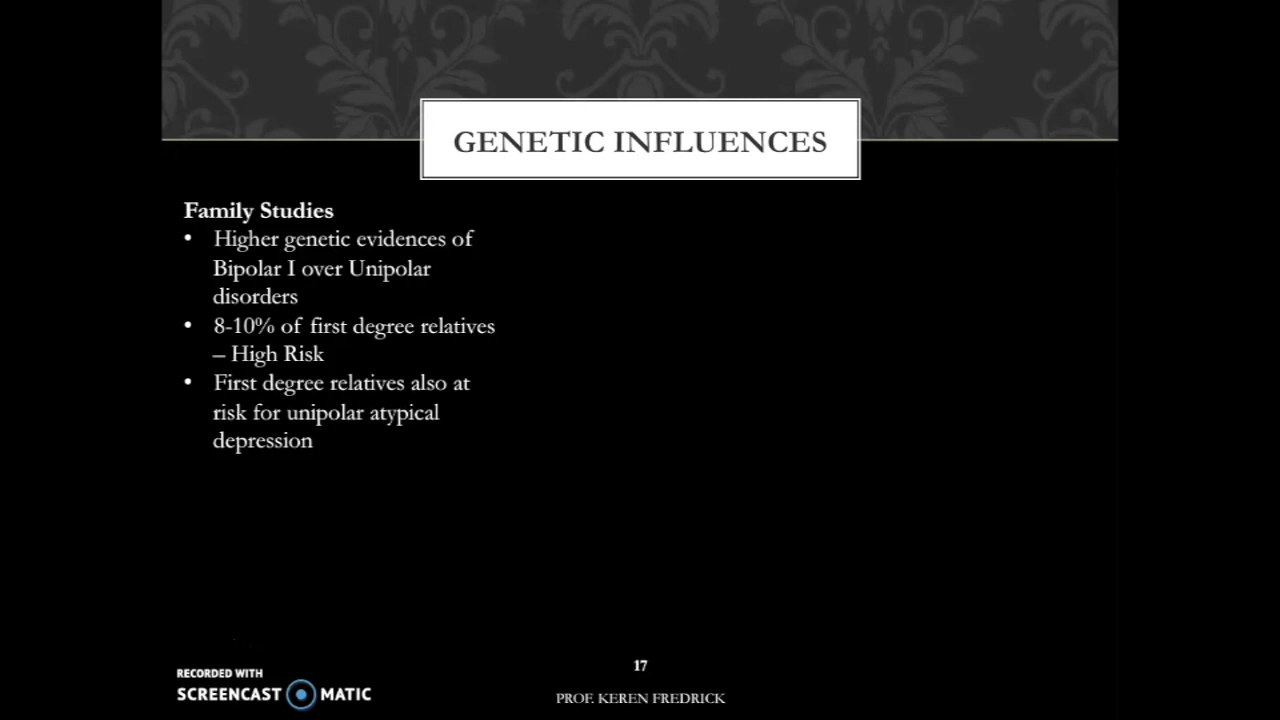 GENETIC INFLUENCES
Family Studies
• Higher genetic evidences of
Bipolar I over Unipolar
disorders
• 8-10% of first degree relatives
– High Risk
• First degree relatives also at
risk for unipolar atypical
depression
17
PROF. KEREN FREDRICK
RECORDED WITH
SCREENCAST MATIC